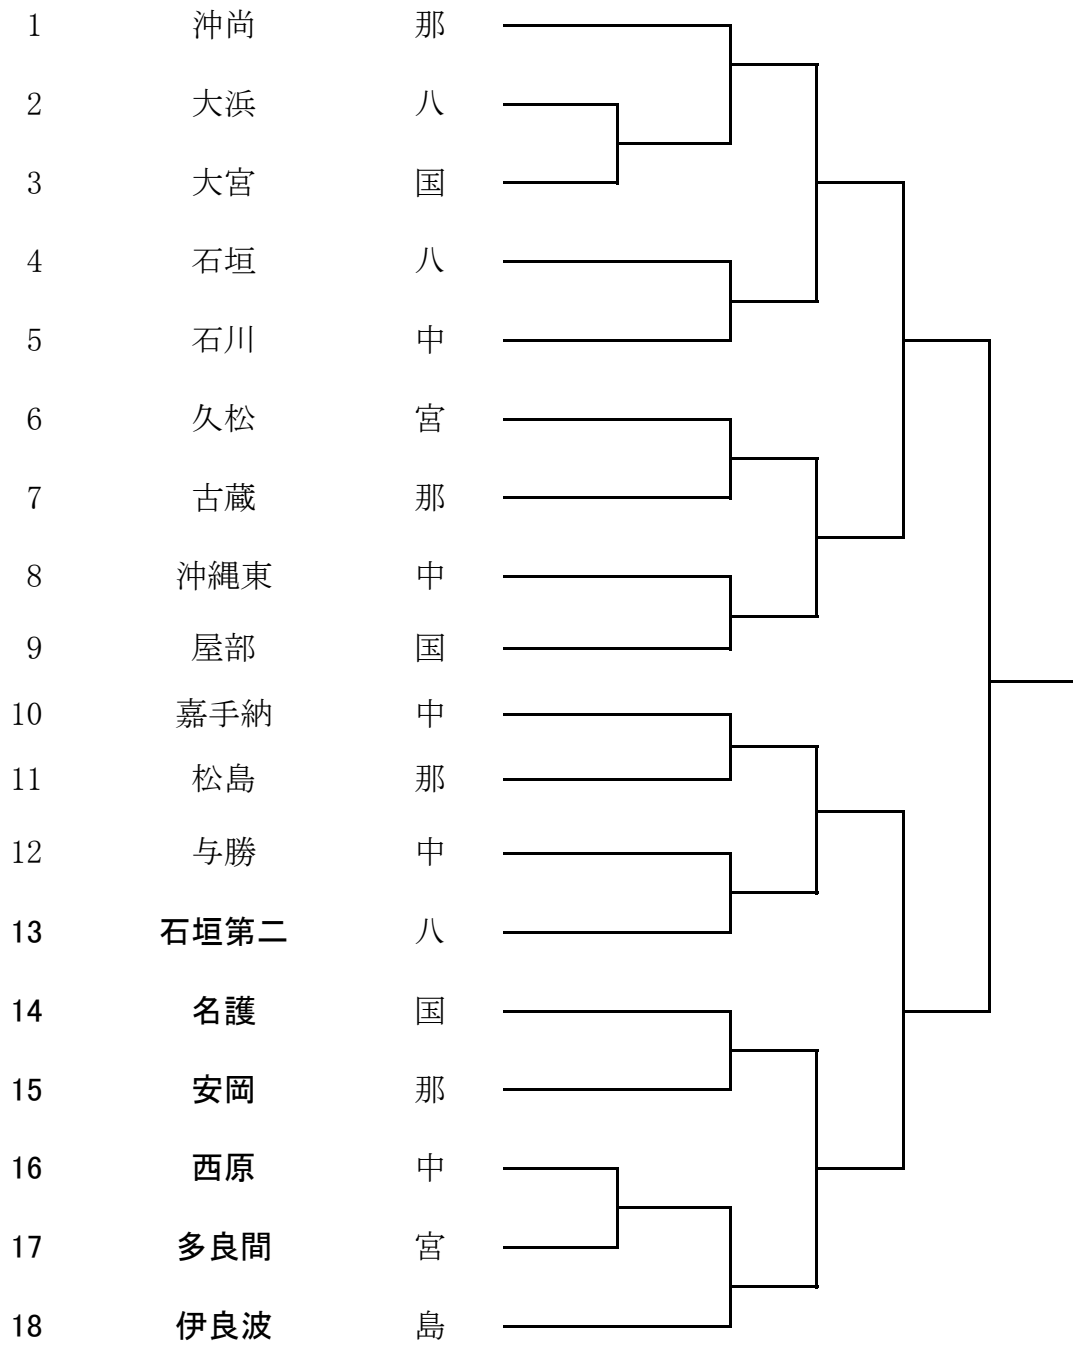 1 沖尚 那
2 大浜 八
3 大宮 国
4 石垣 八
5 石川 中
6 久松 宮
7 古蔵 那
8 沖縄東 中
9 屋部 国
10 嘉手納 中
11 松島 那
12 与勝 中
13 石垣第二 八
14 名護 国
15 安岡 那
16 西原 中
17 多良間 宮
18 伊良波 島